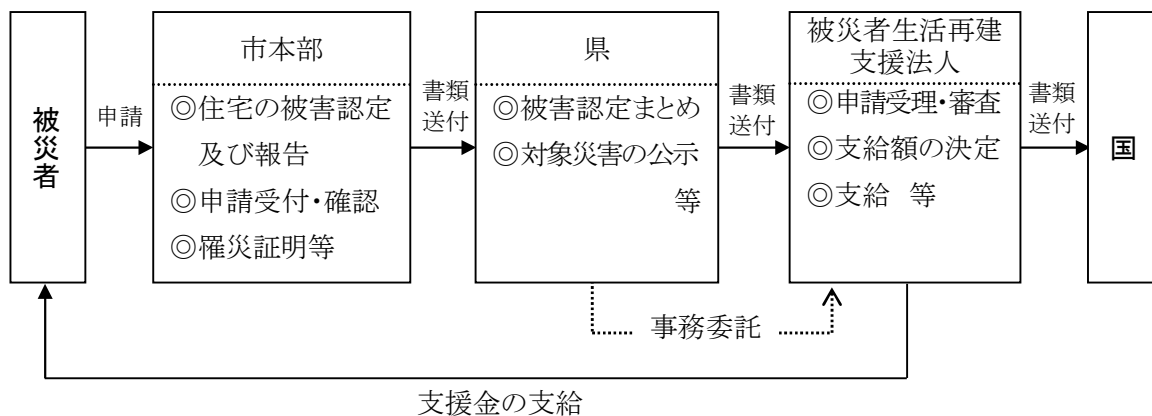 被災者
申請
市本部
◎住宅の被害認定
及び報告
◎申請受付・確認
◎罹災証明等
書類
送付
県
◎被害認定まとめ
◎対象災害の公示
等
書類
送付
被災者生活再建
支援法人
◎申請受理・審査
◎支給額の決定
◎支給 等
書類
送付
国
事務委託
支援金の支給